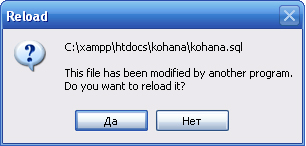 Reload
C:\xampp\htdocs\kohana\kohana.sql
This file has been modified by another program.
Do you want to reload it?
Да
Нет